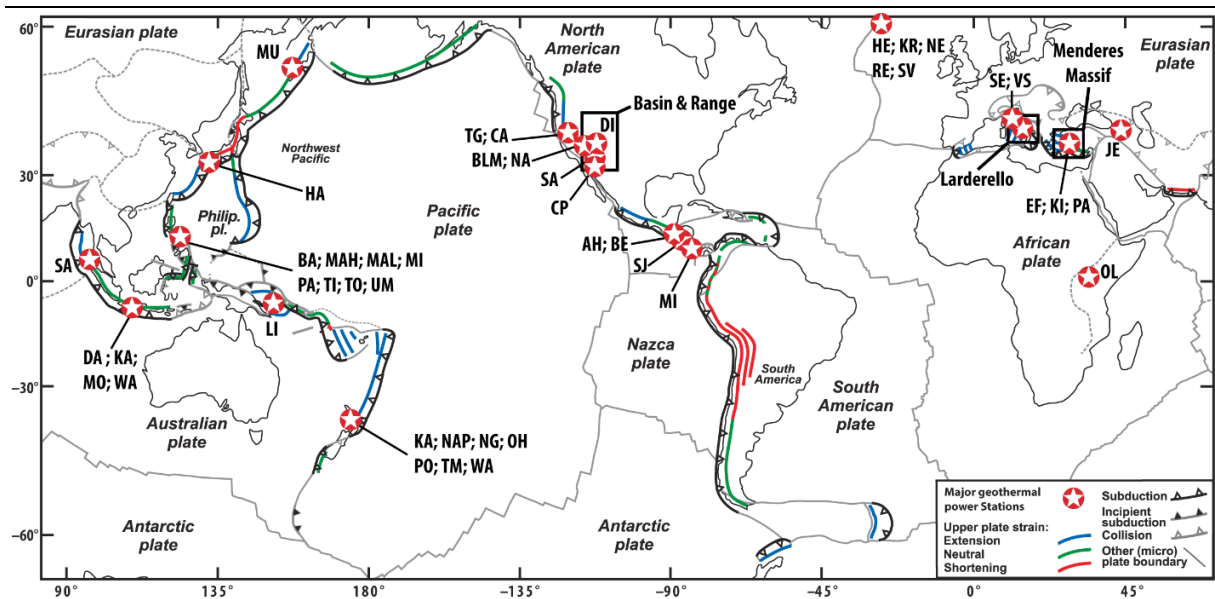 60°
30°
0°
−30°
−60°
90°
135°
180°
-135°
-90°
-45°
0°
45°
Eurasian plate
MU
North
American
plate
HE; KR; NE
RE; SV
Menderes
Massif
Eurasian
plate
SE; VS
Basin & Range
DI
TG; CA
BLM; NA
SA
CP
Northwest
Pacific
HA
Larderello
JE
EF; KI; PA
Philip.
pl.
Pacific
plate
African
plate
SA
BA; MAH; MAL; MI
PA; TI; TO; UM
AH; BE
SJ
MI
OL
LI
DA ; KA;
MO; WA
Nazca
plate
South
America
South
American
plate
Australian
plate
KA; NAP; NG; OH
PO; TM; WA
Antarctic
plate
Antarctic
plate
Major geothermal
power Stations
Upper plate strain:
Extension
Neutral
Shortening
Subduction
Incipient
subduction
Collision
Other (micro)
plate boundary